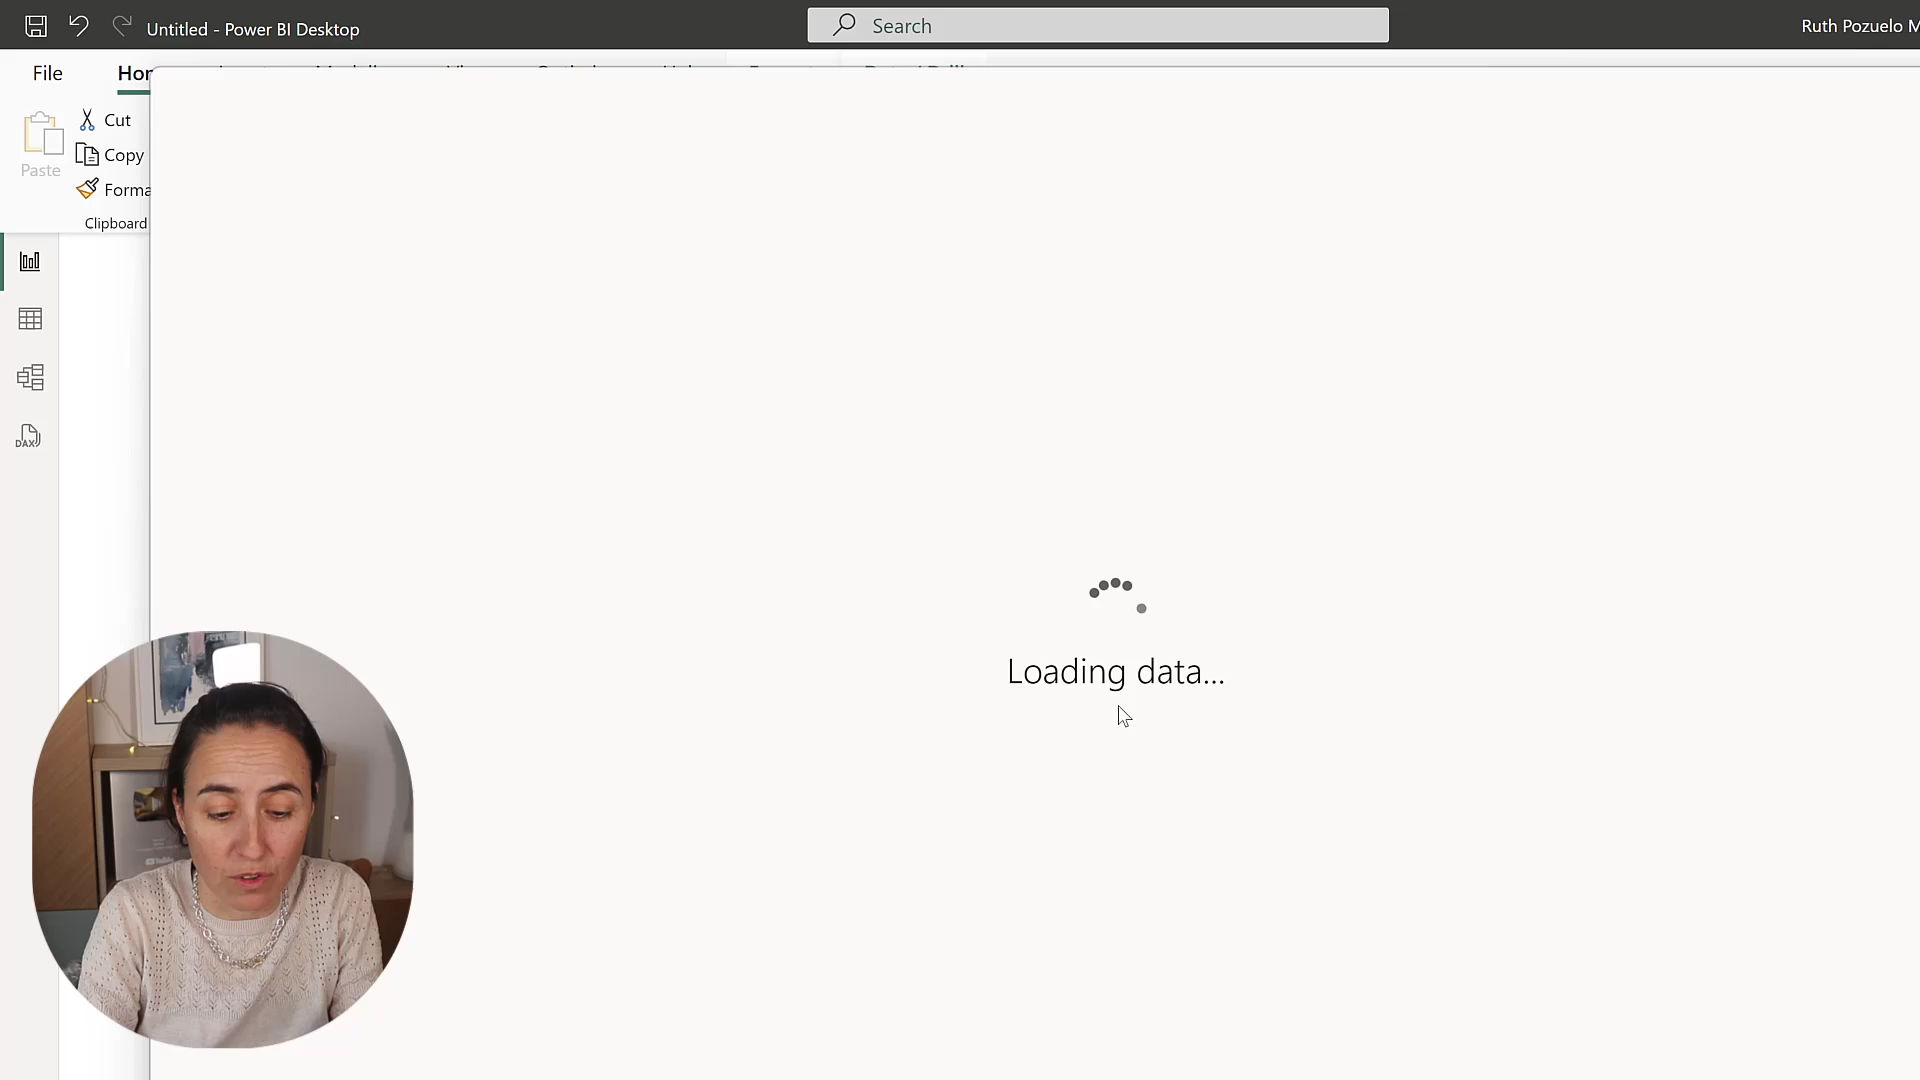 Untitled - Power BI Desktop
Search
Ruth Pozuelo M
File
Hor
Cut
Copy
Paste
Forma
Clipboard
DAX
Loading data...